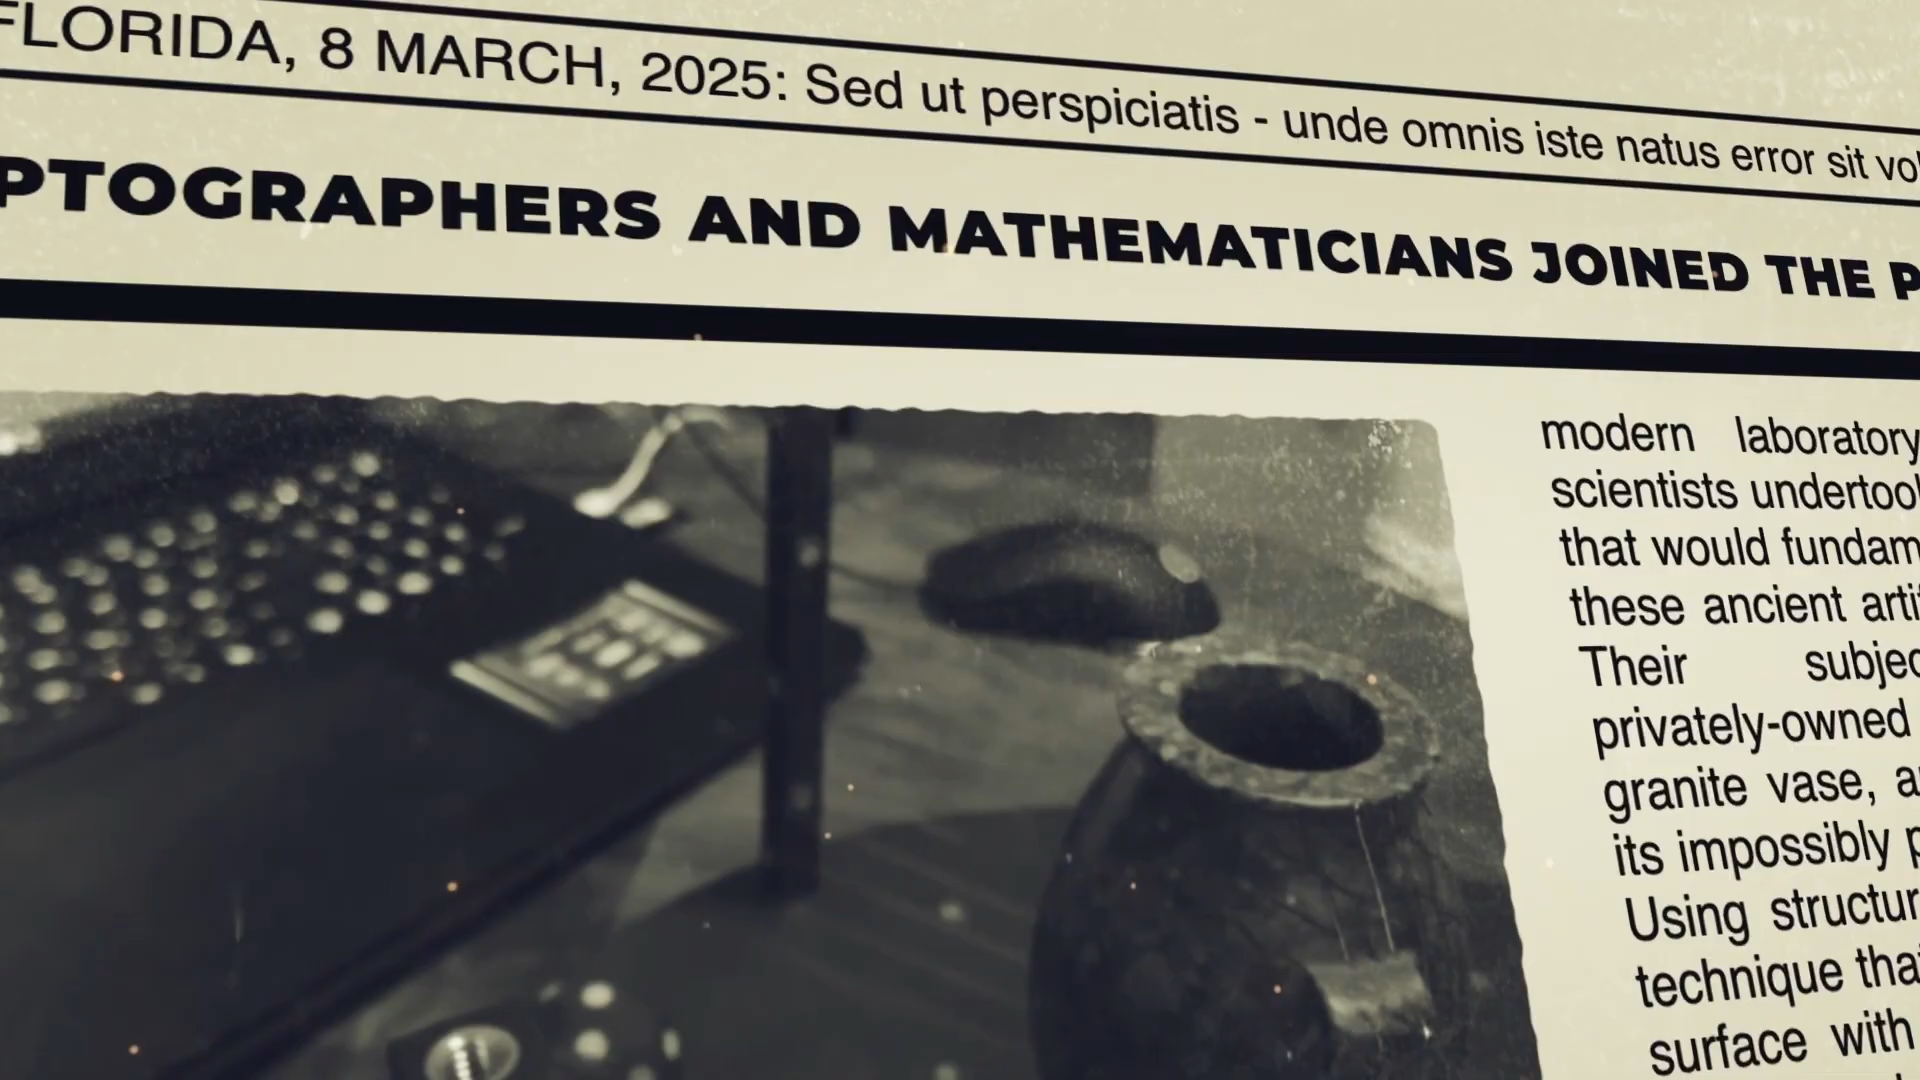 FLORIDA, 8 MARCH, 2025: Sed ut perspiciatis - unde omnis iste natus error sit vol
PTOGRAPHERS AND MATHEMATICIANS JOINED THE P
modern laboratory
scientists undertool
that would fundam
these ancient arti
Their subjec
privately-owned
granite vase, a
its impossibly p
Using structur
technique tha
surface with